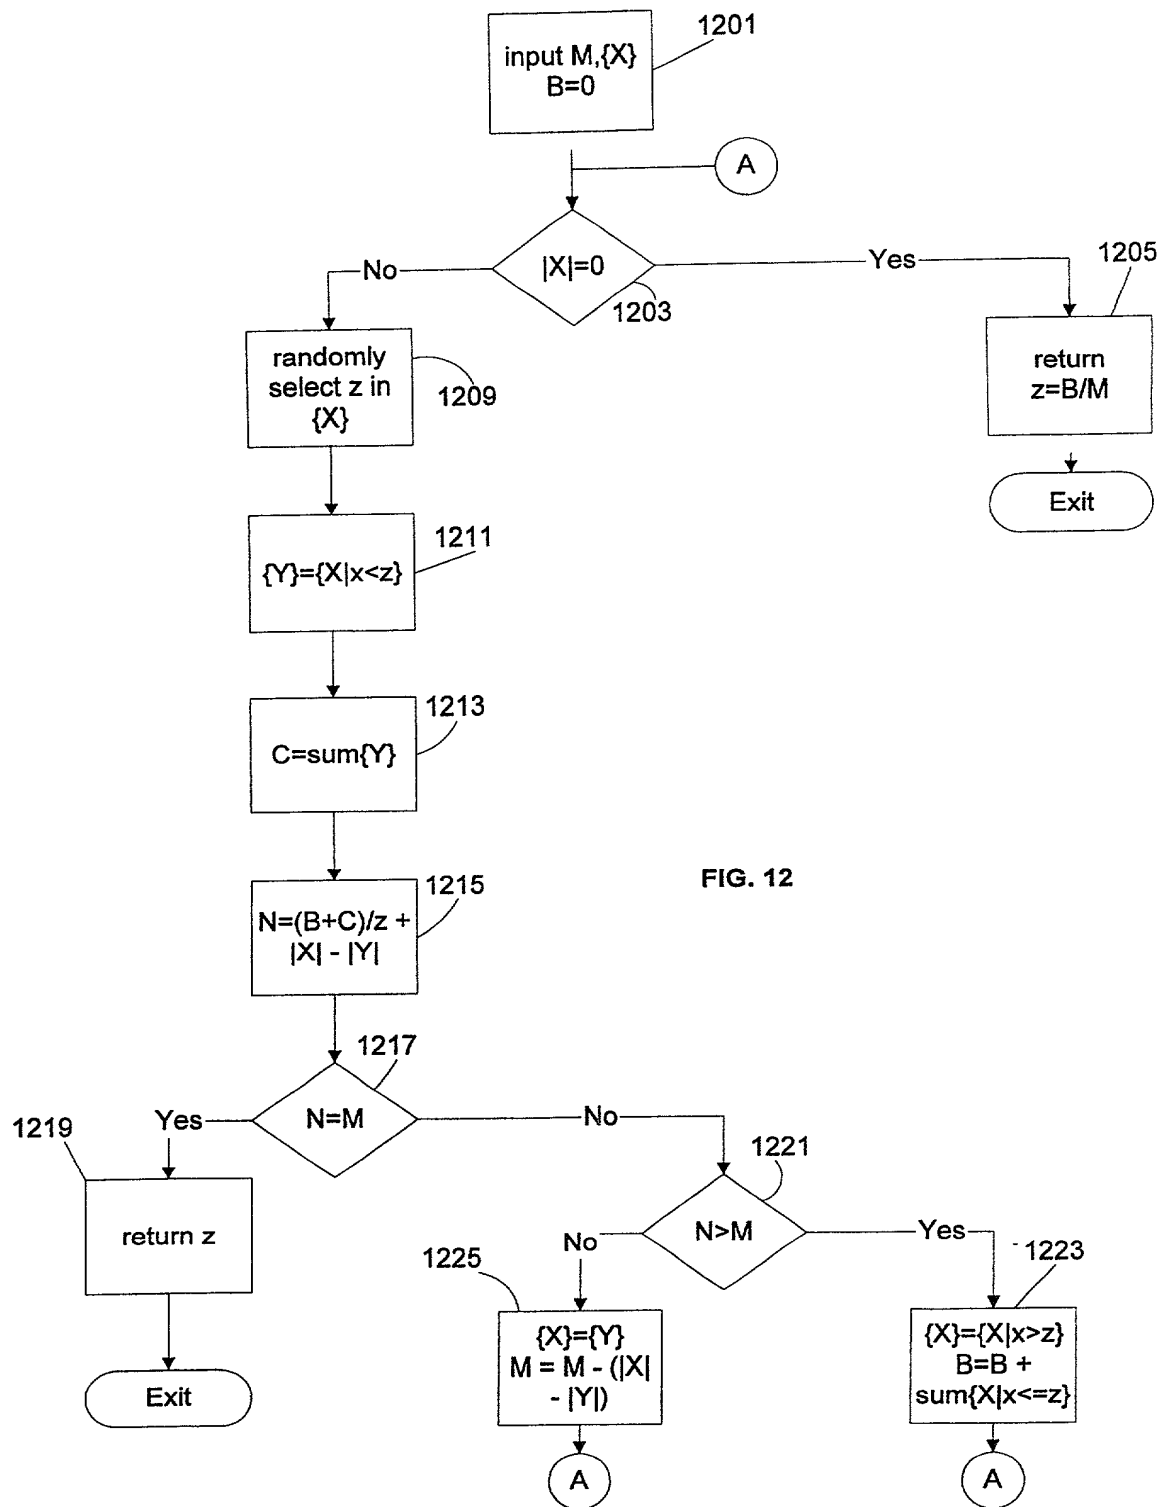 1201
input M,{X}
B=0
A
|X|=0
1203
No
Yes
1205
return
z=B/M
Exit
randomly
select z in
{X}
1209
1211
{Y}={X|x<z}
1213
C=sum{Y}
1215
N=(B+C)/z +
|X| - |Y|
FIG. 12
1217
N=M
Yes
No
1219
return z
Exit
1221
N>M
No
Yes
1225
{X}={Y}
M = M - (|X|
- |Y|)
A
1223
{X}={X|x>z}
B=B +
sum{X|x<=z}
A